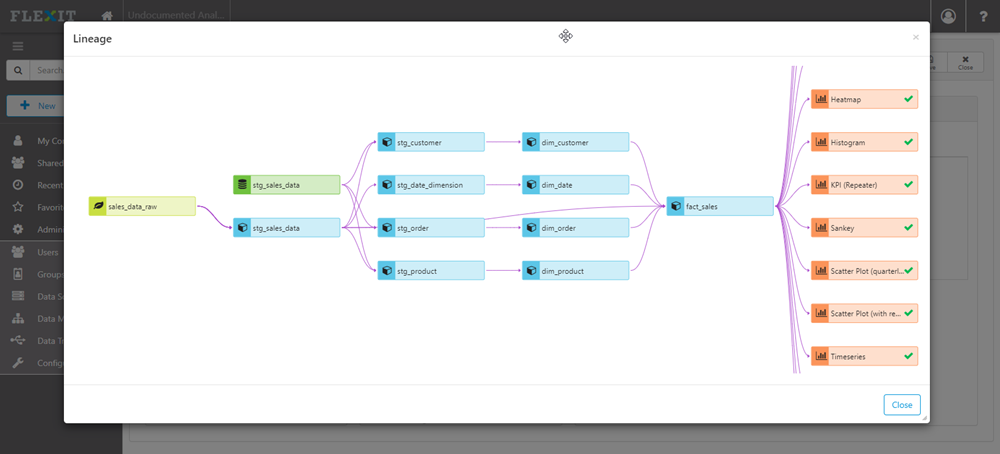 FLEXIT
Undocumented Anal...
?
Lineage
×
Search
New
My Co
Shared
Recent
Favorit
Admin
Users
Groups
Data S
Data M
Data Tr
Config
Close
sales_data_raw
stg_sales_data
stg_sales_data
stg_customer
stg_date_dimension
stg_order
stg_product
dim_customer
dim_date
dim_order
dim_product
fact_sales
Heatmap
Histogram
KPI (Repeater)
Sankey
Scatter Plot (quarterl...
Scatter Plot (with re...
Timeseries
Close